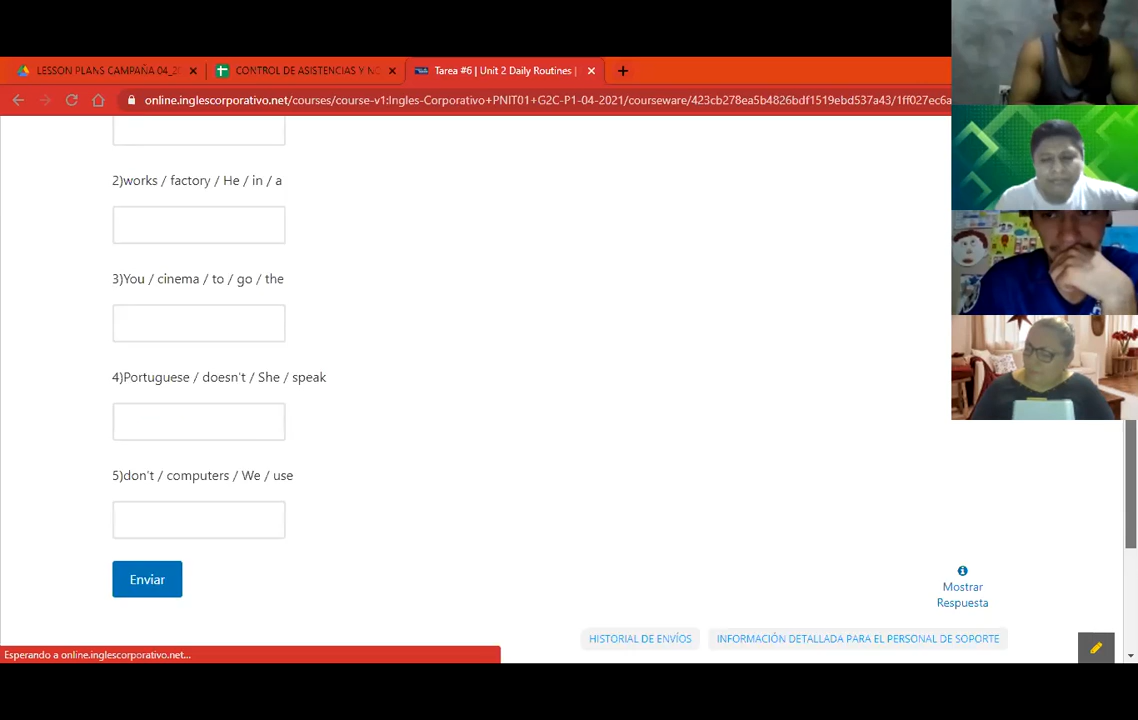 LESSON PLANS CAMPAÑA 04_20
CONTROL DE ASISTENCIAS Y NO
Tarea #6 | Unit 2 Daily Routines |
online.inglescorporativo.net/courses/course-v1:Ingles-Corporativo+PNIT01+G2C-P1-04-2021/courseware/423cb278ea5b4826bdf1519ebd537a43/1ff027ec6a
2)works / factory / He / in / a
3)You / cinema / to / go / the
4)Portuguese / doesn't / She / speak
5)don't / computers / We / use
Enviar
Mostrar
Respuesta
HISTORIAL DE ENVÍOS
INFORMACIÓN DETALLADA PARA EL PERSONAL DE SOPORTE
Esperando a online.inglescorporativo.net...